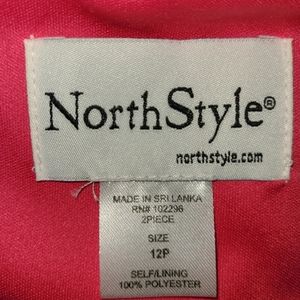 NorthStyle®
northstyle.com
MADE IN SRI LANKA
RN# 102296
2PIECE
SIZE
12P
SELF/LINING
100% POLYESTER